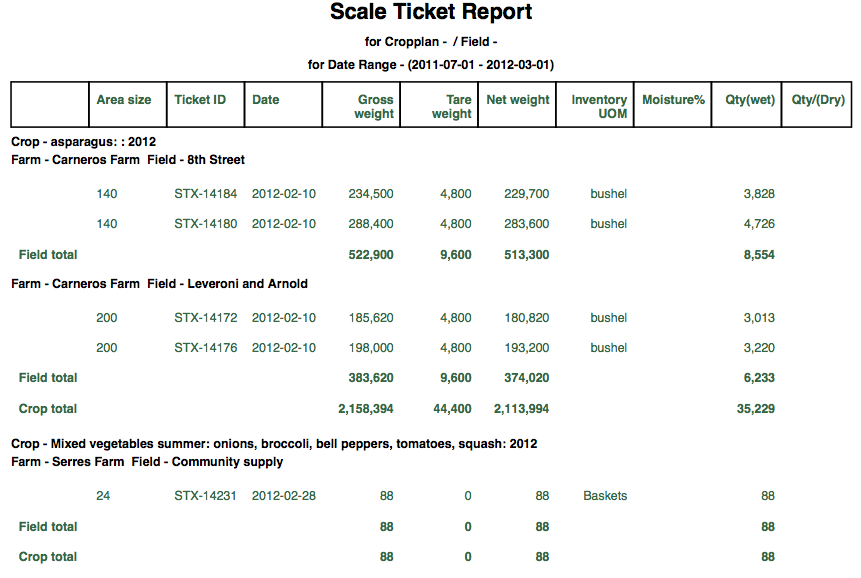 Scale Ticket Report
for Cropplan - / Field -
for Date Range - (2011-07-01 - 2012-03-01)
Area size Ticket ID Date Gross weight Tare weight Net weight Inventory UOM Moisture% Qty(wet) Qty/(Dry)
Crop - asparagus: : 2012
Farm - Carneros Farm Field - 8th Street
140 STX-14184 2012-02-10 234,500 4,800 229,700 bushel 3,828
140 STX-14180 2012-02-10 288,400 4,800 283,600 bushel 4,726
Field total 522,900 9,600 513,300 8,554
Farm - Carneros Farm Field - Leveroni and Arnold
200 STX-14172 2012-02-10 185,620 4,800 180,820 bushel 3,013
200 STX-14176 2012-02-10 198,000 4,800 193,200 bushel 3,220
Field total 383,620 9,600 374,020 6,233
Crop total 2,158,394 44,400 2,113,994 35,229
Crop - Mixed vegetables summer: onions, broccoli, bell peppers, tomatoes, squash: 2012
Farm - Serres Farm Field - Community supply
24 STX-14231 2012-02-28 88 0 88 Baskets 88
Field total 88 0 88 88
Crop total 88 0 88 88